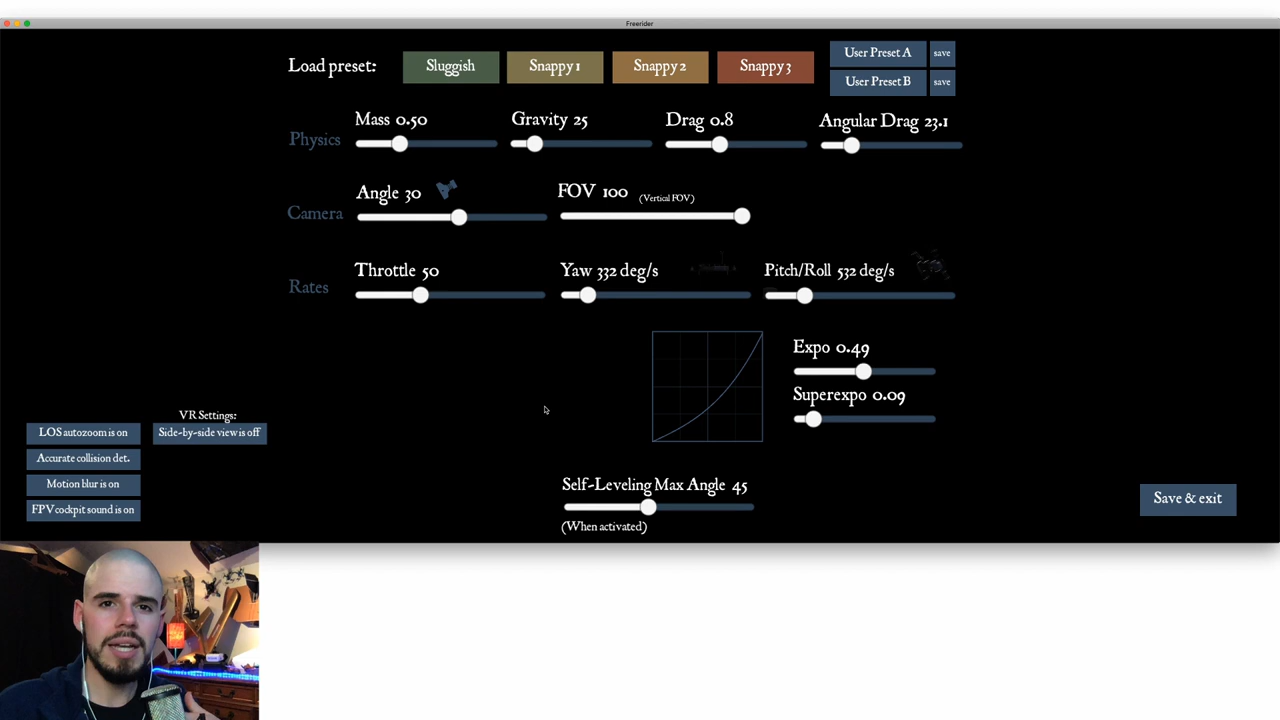 Freerider
Load preset:
Sluggish
Snappy 1
Snappy 2
Snappy 3
User Preset A
save
User Preset B
save
Physics
Mass 0.50
Gravity 25
Drag 0.8
Angular Drag 23.1
Camera
Angle 30
FOV 100 (Vertical FOV)
Rates
Throttle 50
Yaw 332 deg/s
Pitch/Roll 532 deg/s
Expo 0.49
Superexpo 0.09
VR Settings:
LOS autozoom is on
Side-by-side view is off
Accurate collision det.
Motion blur is on
FPV cockpit sound is on
Self-Leveling Max Angle 45
(When activated)
Save & exit